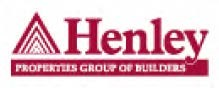 Henley
PROPERTIES GROUP OF BUILDERS